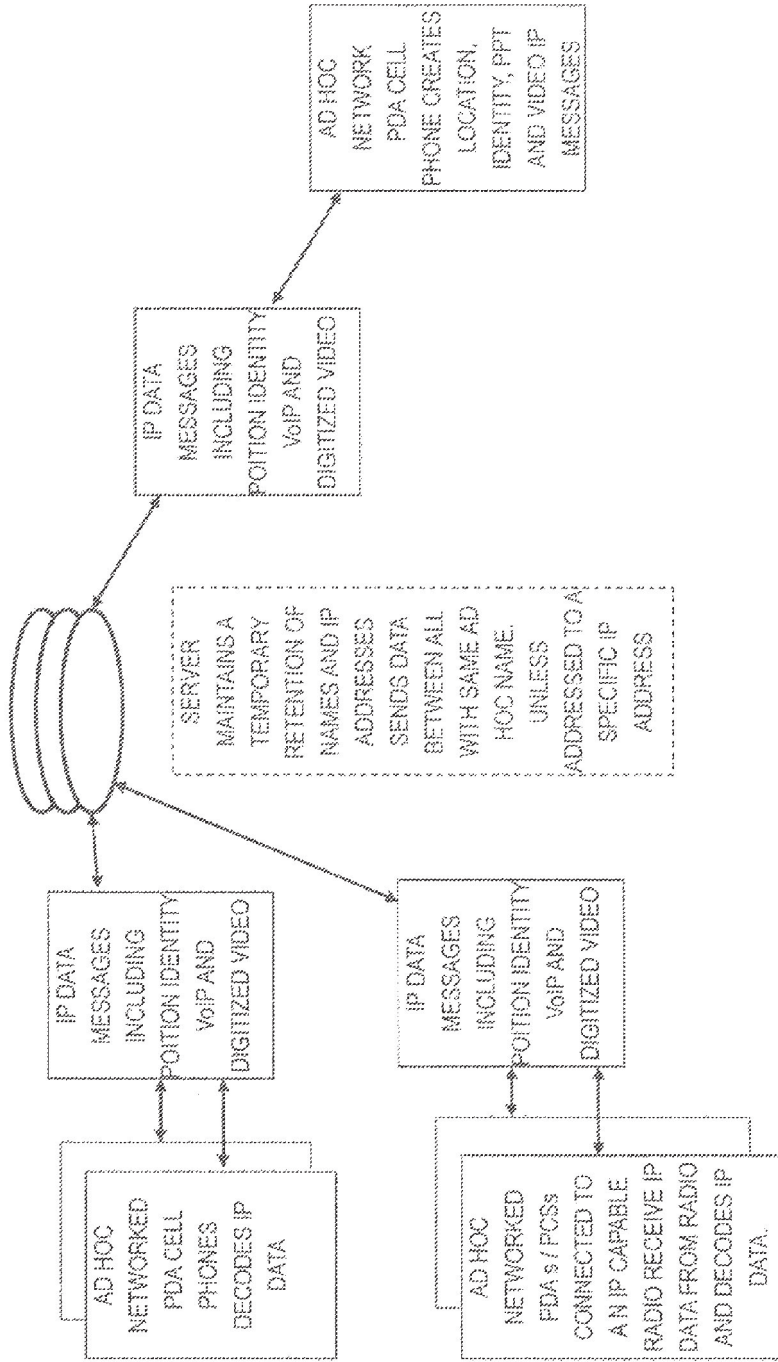 AD HOC
NETWORKED
PDA CELL
PHONES
DECODES IP
DATA
IP DATA
MESSAGES
INCLUDING
POITION IDENTITY
VoIP AND
DIGITIZED VIDEO
AD HOC
NETWORKED
PDA s / PCSs
CONNECTED TO
A N IP CAPABLE
RADIO RECEIVE IP
DATA FROM RADIO
AND DECODES IP
DATA.
IP DATA
MESSAGES
INCLUDING
POITION IDENTITY
VoIP AND
DIGITIZED VIDEO
SERVER
MAINTAINS A
TEMPORARY
RETENTION OF
NAMES AND IP
ADDRESSES
SENDS DATA
BETWEEN ALL
WITH SAME AD
HOC NAME.
UNLESS
ADDRESSED TO A
SPECIFIC IP
ADDRESS
IP DATA
MESSAGES
INCLUDING
POITION IDENTITY
VoIP AND
DIGITIZED VIDEO
AD HOC
NETWORK
PDA CELL
PHONE CREATES
LOCATION,
IDENTITY, PPT
AND VIDEO IP
MESSAGES